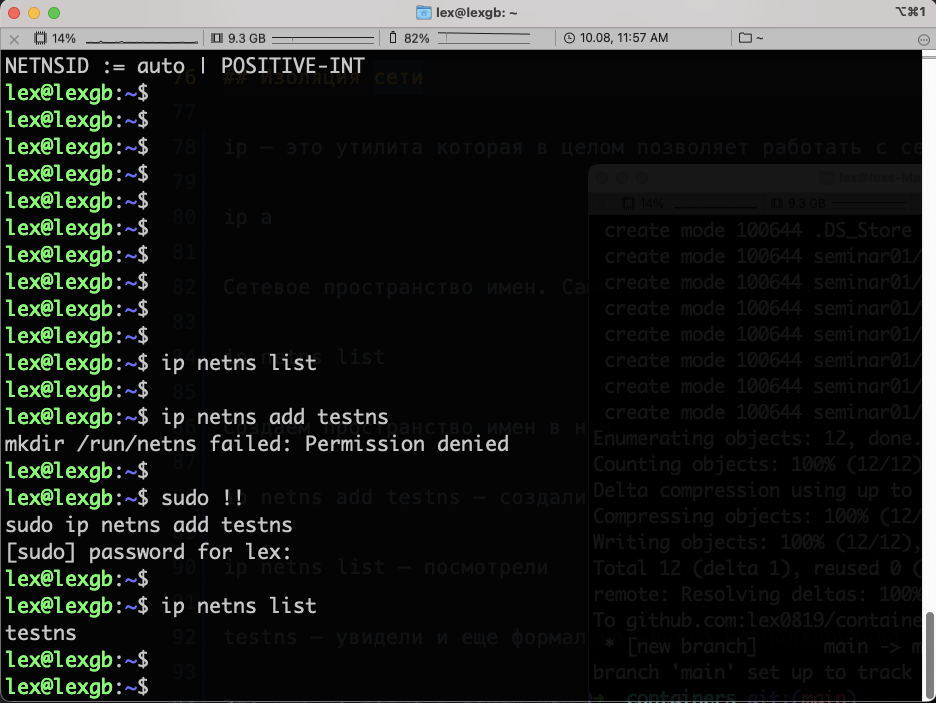 lex@lexgb: ~
⌥⌘1
14% 9.3 GB 82% 10.08, 11:57 AM ~
NETNSID := auto | POSITIVE-INT
lex@lexgb:~$
lex@lexgb:~$
lex@lexgb:~$
lex@lexgb:~$
lex@lexgb:~$
lex@lexgb:~$
lex@lexgb:~$
lex@lexgb:~$
lex@lexgb:~$
lex@lexgb:~$
lex@lexgb:~$ ip netns list
lex@lexgb:~$
lex@lexgb:~$ ip netns add testns
mkdir /run/netns failed: Permission denied
lex@lexgb:~$
lex@lexgb:~$ sudo !!
sudo ip netns add testns
[sudo] password for lex:
lex@lexgb:~$
lex@lexgb:~$ ip netns list
testns
lex@lexgb:~$
lex@lexgb:~$
76 ## Изоляция сети
77
78 ip — это утилита которая в целом позволяет работать с се
79
80 ip a
81
82 Сетевое пространство имен.
83
list
85
пространство имен в н
87
netns add testns — создали
90 ip netns list — посмотрели
92 testns — увидели и еще формал
93
14% 9.3 GB
create mode 100644 .DS_Store
create mode 100644 seminar01/
create mode 100644 seminar01/
create mode 100644 seminar01/
create mode 100644 seminar01/
create mode 100644 seminar01/
create mode 100644 seminar01/
create mode 100644 seminar01/
Enumerating objects: 12, done.
Counting objects: 100% (12/12)
Delta compression using up to
Compressing objects: 100% (12/
Writing objects: 100% (12/12),
Total 12 (delta 1), reused 0 (
remote: Resolving deltas: 100%
To github.com:lex0819/containe
* [new branch] main -> m
branch 'main' set up to track
containers git:(main)